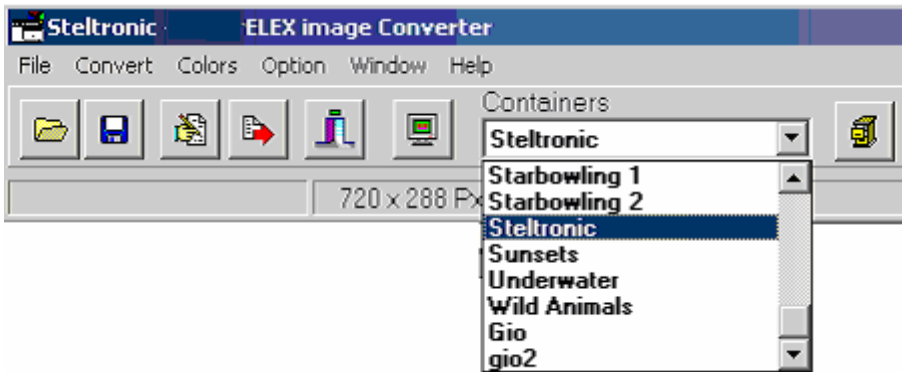 Steltronic - ELEX image Converter
File Convert Colors Option Window Help
Containers
Steltronic
720 x 288 Px
Starbowling 1
Starbowling 2
Steltronic
Sunsets
Underwater
Wild Animals
Gio
gio2